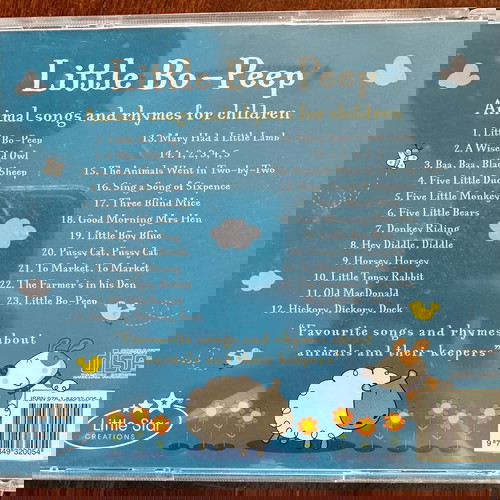 Little Bo-Peep
Animal songs and rhymes for children
1. Little Bo-Peep
2. A Wise Old Owl
3. Baa, Baa, Black Sheep
4. Five Little Ducks
5. Five Little Monkeys
6. Five Little Bears
7. Donkey Riding
8. Hey Diddle, Diddle
9. Horsey, Horsey
10. Little Topsy Rabbit
11. Old MacDonald
12. Hickory, Dickory, Dock
13. Mary Had a Little Lamb
14. 1, 2, 3, 4, 5
15. The Animals Went in Two-by-Two
16. Sing a Song of Sixpence
17. Three Blind Mice
18. Good Morning Mrs Hen
19. Little Boy Blue
20. Pussy Cat, Pussy Cat
21. To Market, To Market
22. The Farmer's in his Den
23. Little Bo-Peep
"Favourite songs and rhymes about
animals and their keepers"
Little Star
CREATIONS